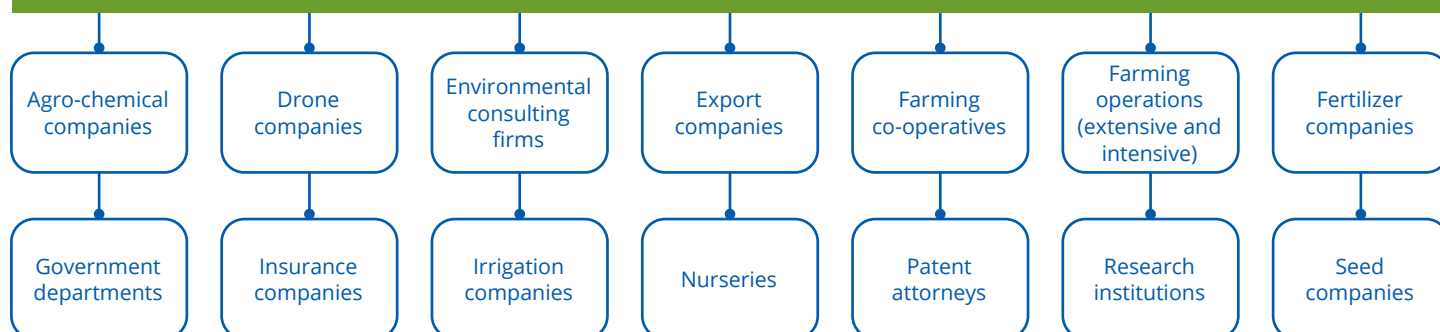 Agro-chemical
companies
Drone
companies
Environmental
consulting
firms
Export
companies
Farming
co-operatives
Farming
operations
(extensive and
intensive)
Fertilizer
companies
Government
departments
Insurance
companies
Irrigation
companies
Nurseries
Patent
attorneys
Research
institutions
Seed
companies